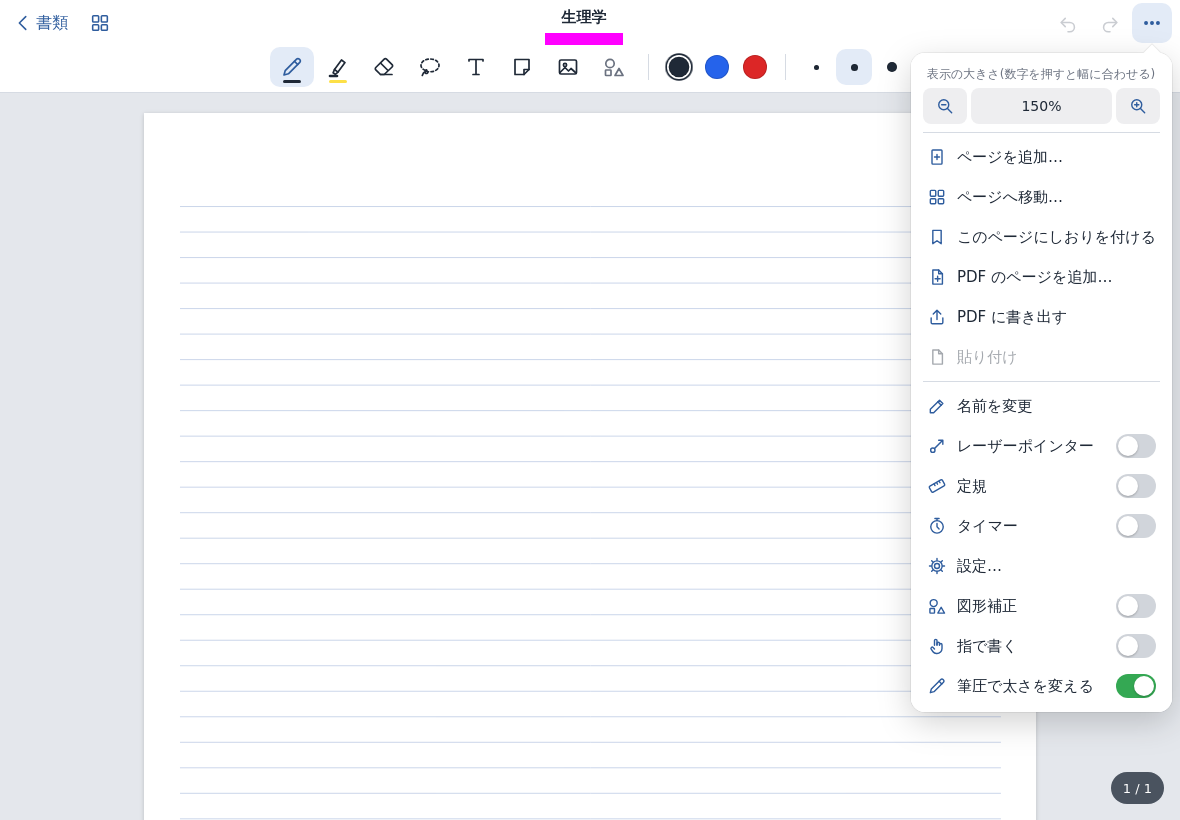 書類
生理学
表示の大きさ(数字を押すと幅に合わせる)
150%
ページを追加…
ページへ移動…
このページにしおりを付ける
PDF のページを追加…
PDF に書き出す
貼り付け
名前を変更
レーザーポインター
定規
タイマー
設定…
図形補正
指で書く
筆圧で太さを変える
1 / 1